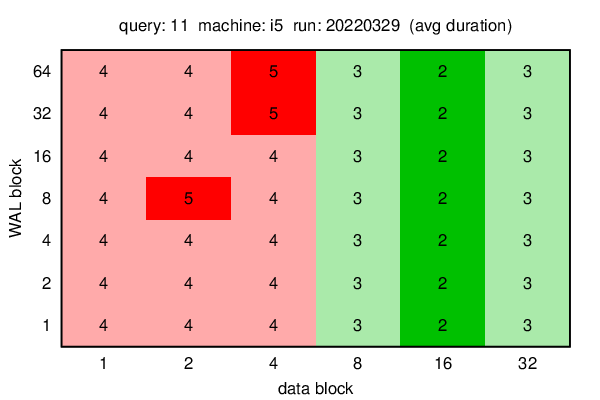 query: 11 machine: i5 run: 20220329 (avg duration)
64 4 4 5 3 2 3
32 4 4 5 3 2 3
16 4 4 4 3 2 3
8 4 5 4 3 2 3
4 4 4 4 3 2 3
2 4 4 4 3 2 3
1 4 4 4 3 2 3
WAL block
1 2 4 8 16 32
data block